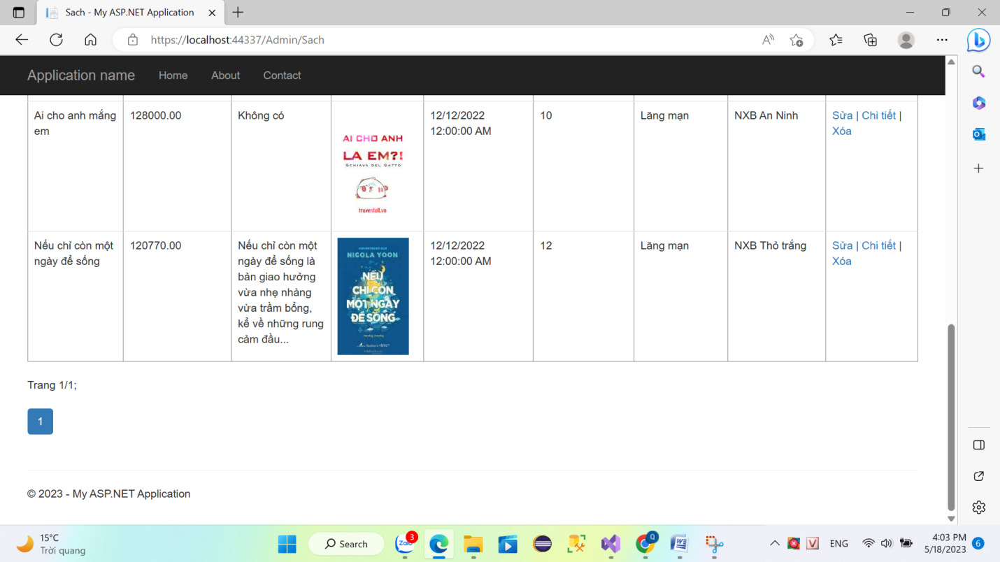 Sach - My ASP.NET Application
https://localhost:44337/Admin/Sach
Application name Home About Contact
Ai cho anh mắng
em
128000.00
Không có
AI CHO ANH
LA EM?!
SCHIAVA DEL GATTO
truyenfull.vn
12/12/2022
12:00:00 AM
10
Lãng mạn
NXB An Ninh
Sửa | Chi tiết |
Xóa
Nếu chỉ còn một
ngày để sống
120770.00
Nếu chỉ còn một
ngày để sống là
bản giao hưởng
vừa nhẹ nhàng
vừa trầm bổng,
kể về những rung
cảm đầu...
NICOLA YOON
NẾU
CHỈ CÒN
MỘT NGÀY
ĐỂ SỐNG
12/12/2022
12:00:00 AM
12
Lãng mạn
NXB Thỏ trắng
Sửa | Chi tiết |
Xóa
Trang 1/1;
1
© 2023 - My ASP.NET Application
15°C
Trời quang
Search
Zalo
3
Q
V
ENG
4:03 PM
5/18/2023
6